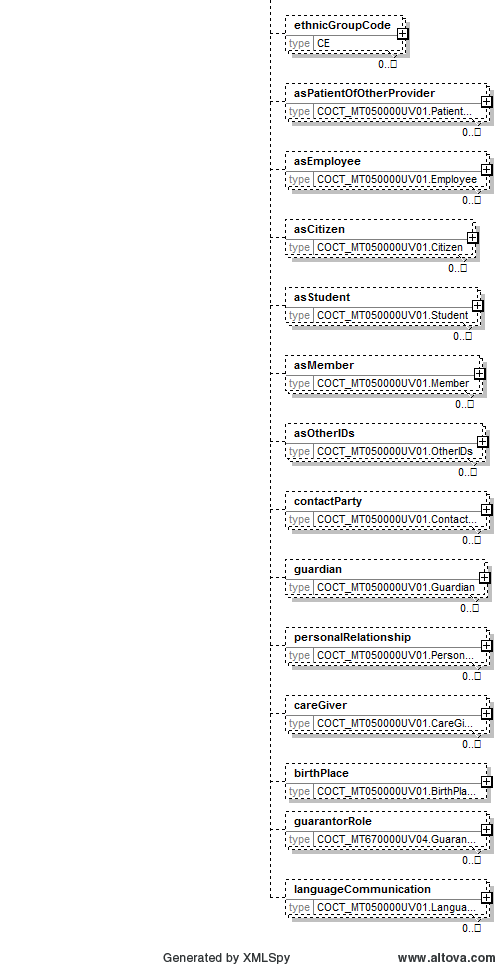 ethnicGroupCode
type CE
0..□
asPatientOfOtherProvider
type COCT_MT050000UV01.Patient...
0..□
asEmployee
type COCT_MT050000UV01.Employee
0..□
asCitizen
type COCT_MT050000UV01.Citizen
0..□
asStudent
type COCT_MT050000UV01.Student
0..□
asMember
type COCT_MT050000UV01.Member
0..□
asOtherIDs
type COCT_MT050000UV01.OtherIDs
0..□
contactParty
type COCT_MT050000UV01.Contact...
0..□
guardian
type COCT_MT050000UV01.Guardian
0..□
personalRelationship
type COCT_MT050000UV01.Person...
0..□
careGiver
type COCT_MT050000UV01.CareGi...
0..□
birthPlace
type COCT_MT050000UV01.BirthPla...
guarantorRole
type COCT_MT670000UV04.Guaran...
0..□
languageCommunication
type COCT_MT050000UV01.Langua...
0..□
Generated by XMLSpy www.altova.com